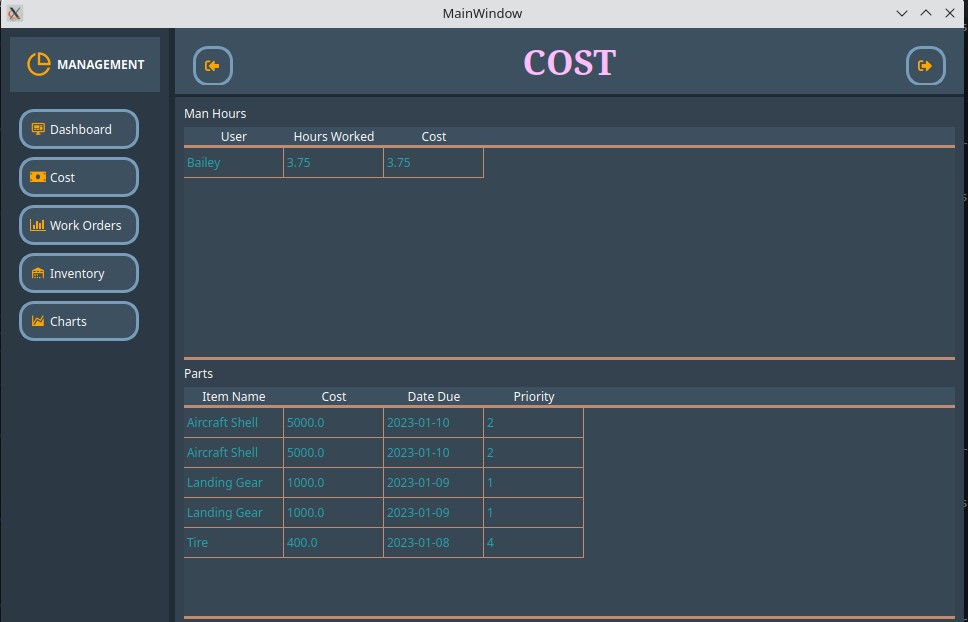 MainWindow
MANAGEMENT
COST
Dashboard
Cost
Work Orders
Inventory
Charts
Man Hours
User Hours Worked Cost
Bailey 3.75 3.75
Parts
Item Name Cost Date Due Priority
Aircraft Shell 5000.0 2023-01-10 2
Aircraft Shell 5000.0 2023-01-10 2
Landing Gear 1000.0 2023-01-09 1
Landing Gear 1000.0 2023-01-09 1
Tire 400.0 2023-01-08 4